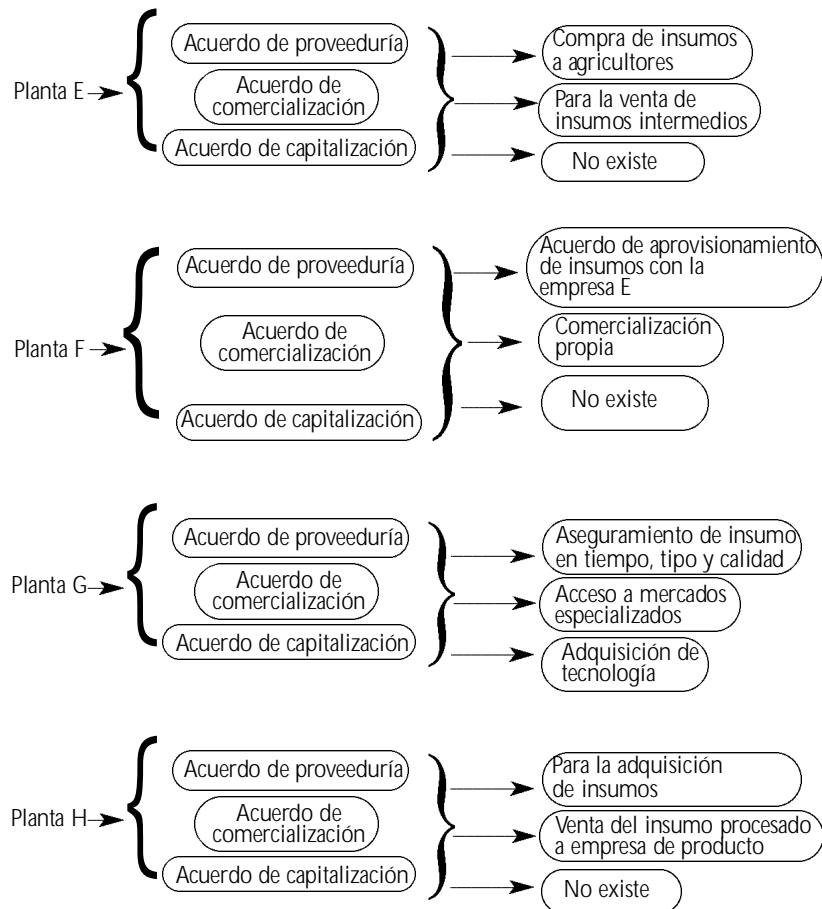 Planta E
Acuerdo de proveeduría
Acuerdo de
comercialización
Acuerdo de capitalización
Compra de insumos
a agricultores
Para la venta de
insumos intermedios
No existe
Planta F
Acuerdo de proveeduría
Acuerdo de
comercialización
Acuerdo de capitalización
Acuerdo de aprovisionamiento
de insumos con la
empresa E
Comercialización
propia
No existe
Planta G
Acuerdo de proveeduría
Acuerdo de
comercialización
Acuerdo de capitalización
Aseguramiento de insumo
en tiempo, tipo y calidad
Acceso a mercados
especializados
Adquisición de
tecnología
Planta H
Acuerdo de proveeduría
Acuerdo de
comercialización
Acuerdo de capitalización
Para la adquisición
de insumos
Venta del insumo procesado
a empresa de producto
No existe